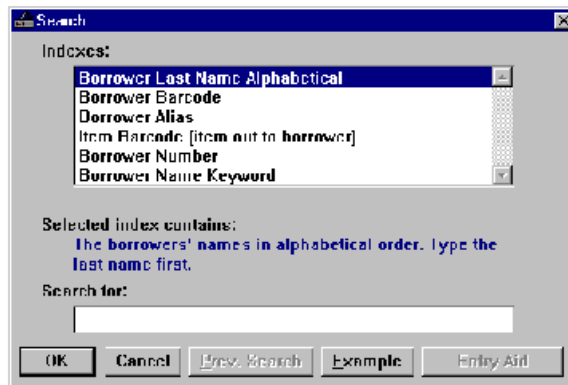 Search
Indexes:
Borrower Last Name Alphabetical
Borrower Barcode
Borrower Alias
Item Barcode [item out to borrower]
Borrower Number
Borrower Name Keyword
Selected index contains:
The borrowers' names in alphabetical order. Type the
last name first.
Search for:
OK Cancel Prev. Search Example Entry Aid